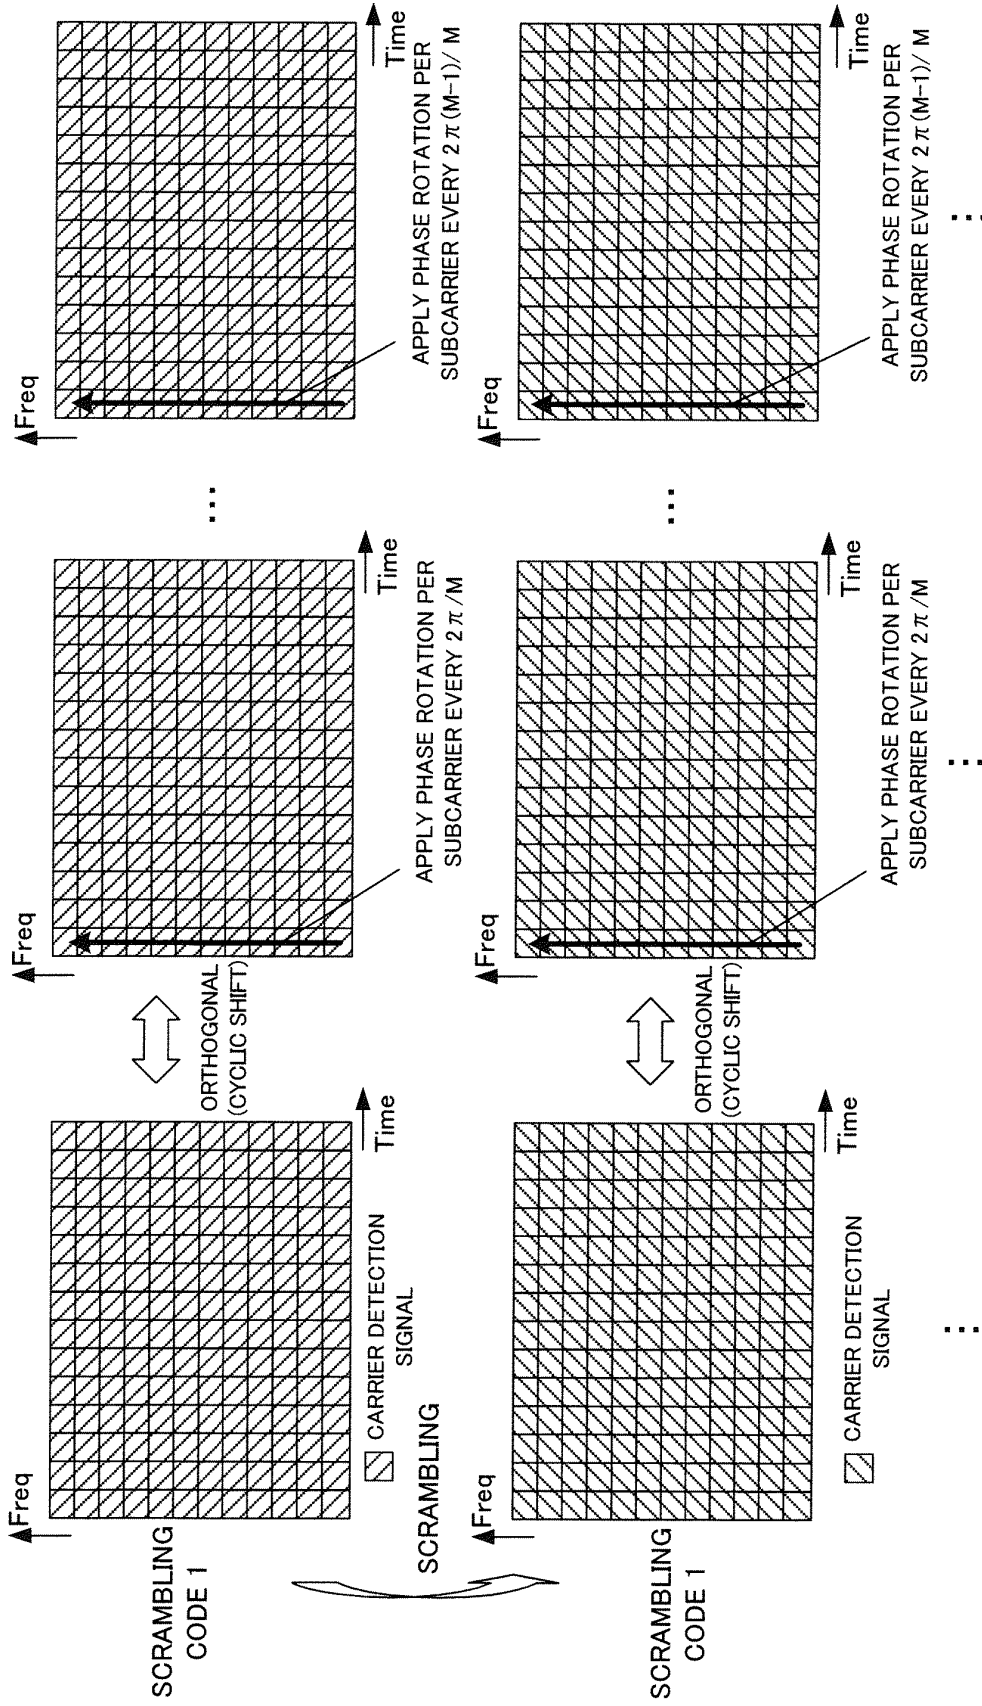 SCRAMBLING
CODE 1
Freq
Time
CARRIER DETECTION
SIGNAL
ORTHOGONAL
(CYCLIC SHIFT)
Freq
Time
APPLY PHASE ROTATION PER
SUBCARRIER EVERY 2π/M
...
Freq
Time
APPLY PHASE ROTATION PER
SUBCARRIER EVERY 2π(M-1)/ M
SCRAMBLING
SCRAMBLING
CODE 1
Freq
Time
CARRIER DETECTION
SIGNAL
ORTHOGONAL
(CYCLIC SHIFT)
Freq
Time
APPLY PHASE ROTATION PER
SUBCARRIER EVERY 2π/M
...
Freq
Time
APPLY PHASE ROTATION PER
SUBCARRIER EVERY 2π(M-1)/ M
...
...
...